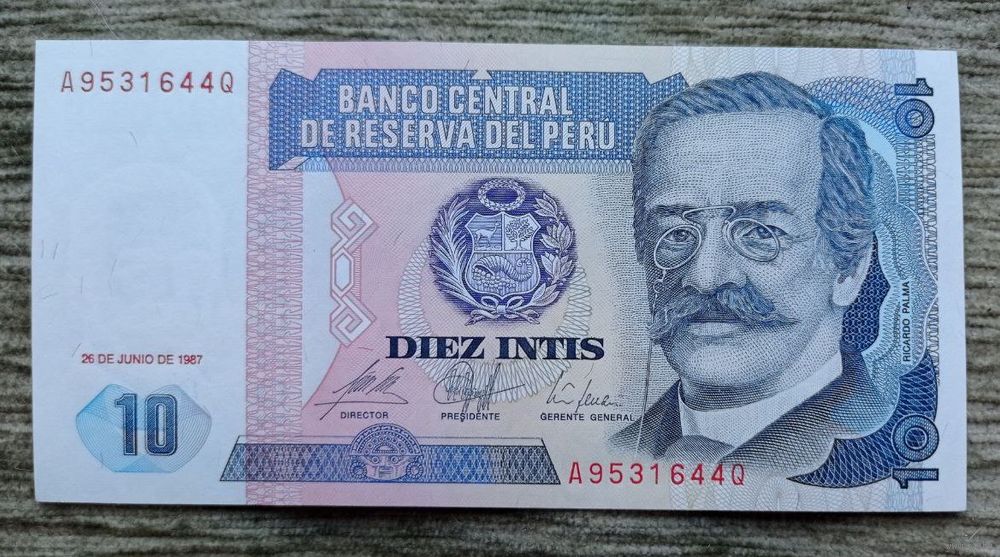 A9531644Q
BANCO CENTRAL
DE RESERVA DEL PERÚ
10
DIEZ INTIS
RICARDO PALMA
26 DE JUNIO DE 1987
DIRECTOR
PRESIDENTE
GERENTE GENERAL
10
10
A9531644Q